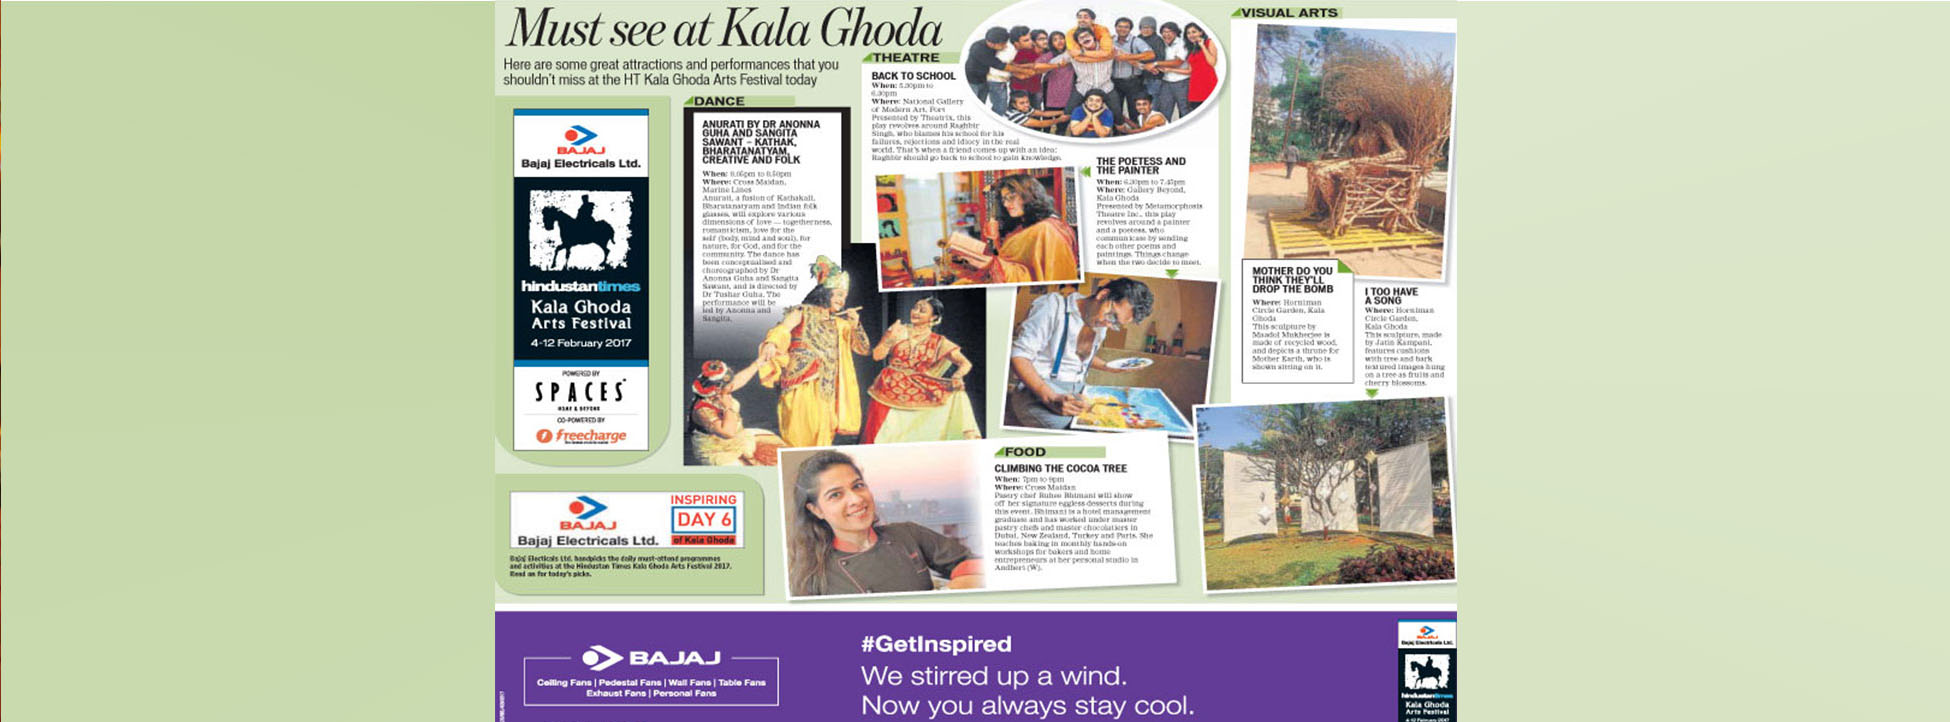 Must see at Kala Ghoda
Here are some great attractions and performances that you
shouldn't miss at the HT Kala Ghoda Arts Festival today
BAJAJ
Bajaj Electricals Ltd.
hindustantimes
Kala Ghoda
Arts Festival
4-12 February 2017
POWERED BY
SPACES
HOME & BEYOND
CO-POWERED BY
freecharge
BAJAJ
Bajaj Electricals Ltd.
INSPIRING
DAY 6
of Kala Ghoda
Bajaj Electicals Ltd. handpicks the daily must-attend programmes
and activities at the Hindustan Times Kala Ghoda Arts Festival 2017.
Read on for today's picks.
DANCE
ANURATI BY DR ANONNA
GUHA AND SANGITA
SAWANT – KATHAK,
BHARATANATYAM,
CREATIVE AND FOLK
When: 8.05pm to 8.50pm
Where: Cross Maidan,
Marine Lines
Anurati, a fusion of Kathakali,
Bharatanatyam and Indian folk
glasses, will explore various
dimensions of love — togetherness,
romanticism, love for the
self (body, mind and soul), for
nature, for God, and for the
community. The dance has
been conceptualised and
choreographed by Dr
Anonna Guha and Sangita
Sawant, and is directed by
Dr Tushar Guha. The
performance will be
led by Anonna and
Sangita.
THEATRE
BACK TO SCHOOL
When: 5.30pm to
6.30pm
Where: National Gallery
of Modern Art, Fort
Presented by Theatrix, this
play revolves around Raghbir
Singh, who blames his school for his
failures, rejections and idiocy in the real
world. That's when a friend comes up with an idea:
Raghbir should go back to school to gain knowledge.
THE POETESS AND
THE PAINTER
When: 6.30pm to 7.45pm
Where: Gallery Beyond,
Kala Ghoda
Presented by Metamorphosis
Theatre Inc., this play
revolves around a painter
and a poetess, who
communicate by sending
each other poems and
paintings. Things change
when the two decide to meet.
VISUAL ARTS
MOTHER DO YOU
THINK THEY'LL
DROP THE BOMB
Where: Horniman
Circle Garden, Kala
Ghoda
This sculpture by
Maadol Mukherjee is
made of recycled wood,
and depicts a throne for
Mother Earth, who is
shown sitting on it.
I TOO HAVE
A SONG
Where: Horniman
Circle Garden,
Kala Ghoda
This sculpture, made
by Jatin Kampani,
features cushions
with tree and bark
textured images hung
on a tree as fruits and
cherry blossoms.
FOOD
CLIMBING THE COCOA TREE
When: 7pm to 8pm
Where: Cross Maidan
Pastry chef Ruhee Bhimani will show
off her signature eggless desserts during
this event. Bhimani is a hotel management
graduate and has worked under master
pastry chefs and master chocolatiers in
Dubai, New Zealand, Turkey and Paris. She
teaches baking in monthly hands-on
workshops for bakers and home
entrepreneurs at her personal studio in
Andheri (W).
BAJAJ
Ceiling Fans | Pedestal Fans | Wall Fans | Table Fans
Exhaust Fans | Personal Fans
#GetInspired
We stirred up a wind.
Now you always stay cool.
BAJAJ
Bajaj Electricals Ltd.
hindustantimes
Kala Ghoda
Arts Festival
4-12 February 2017